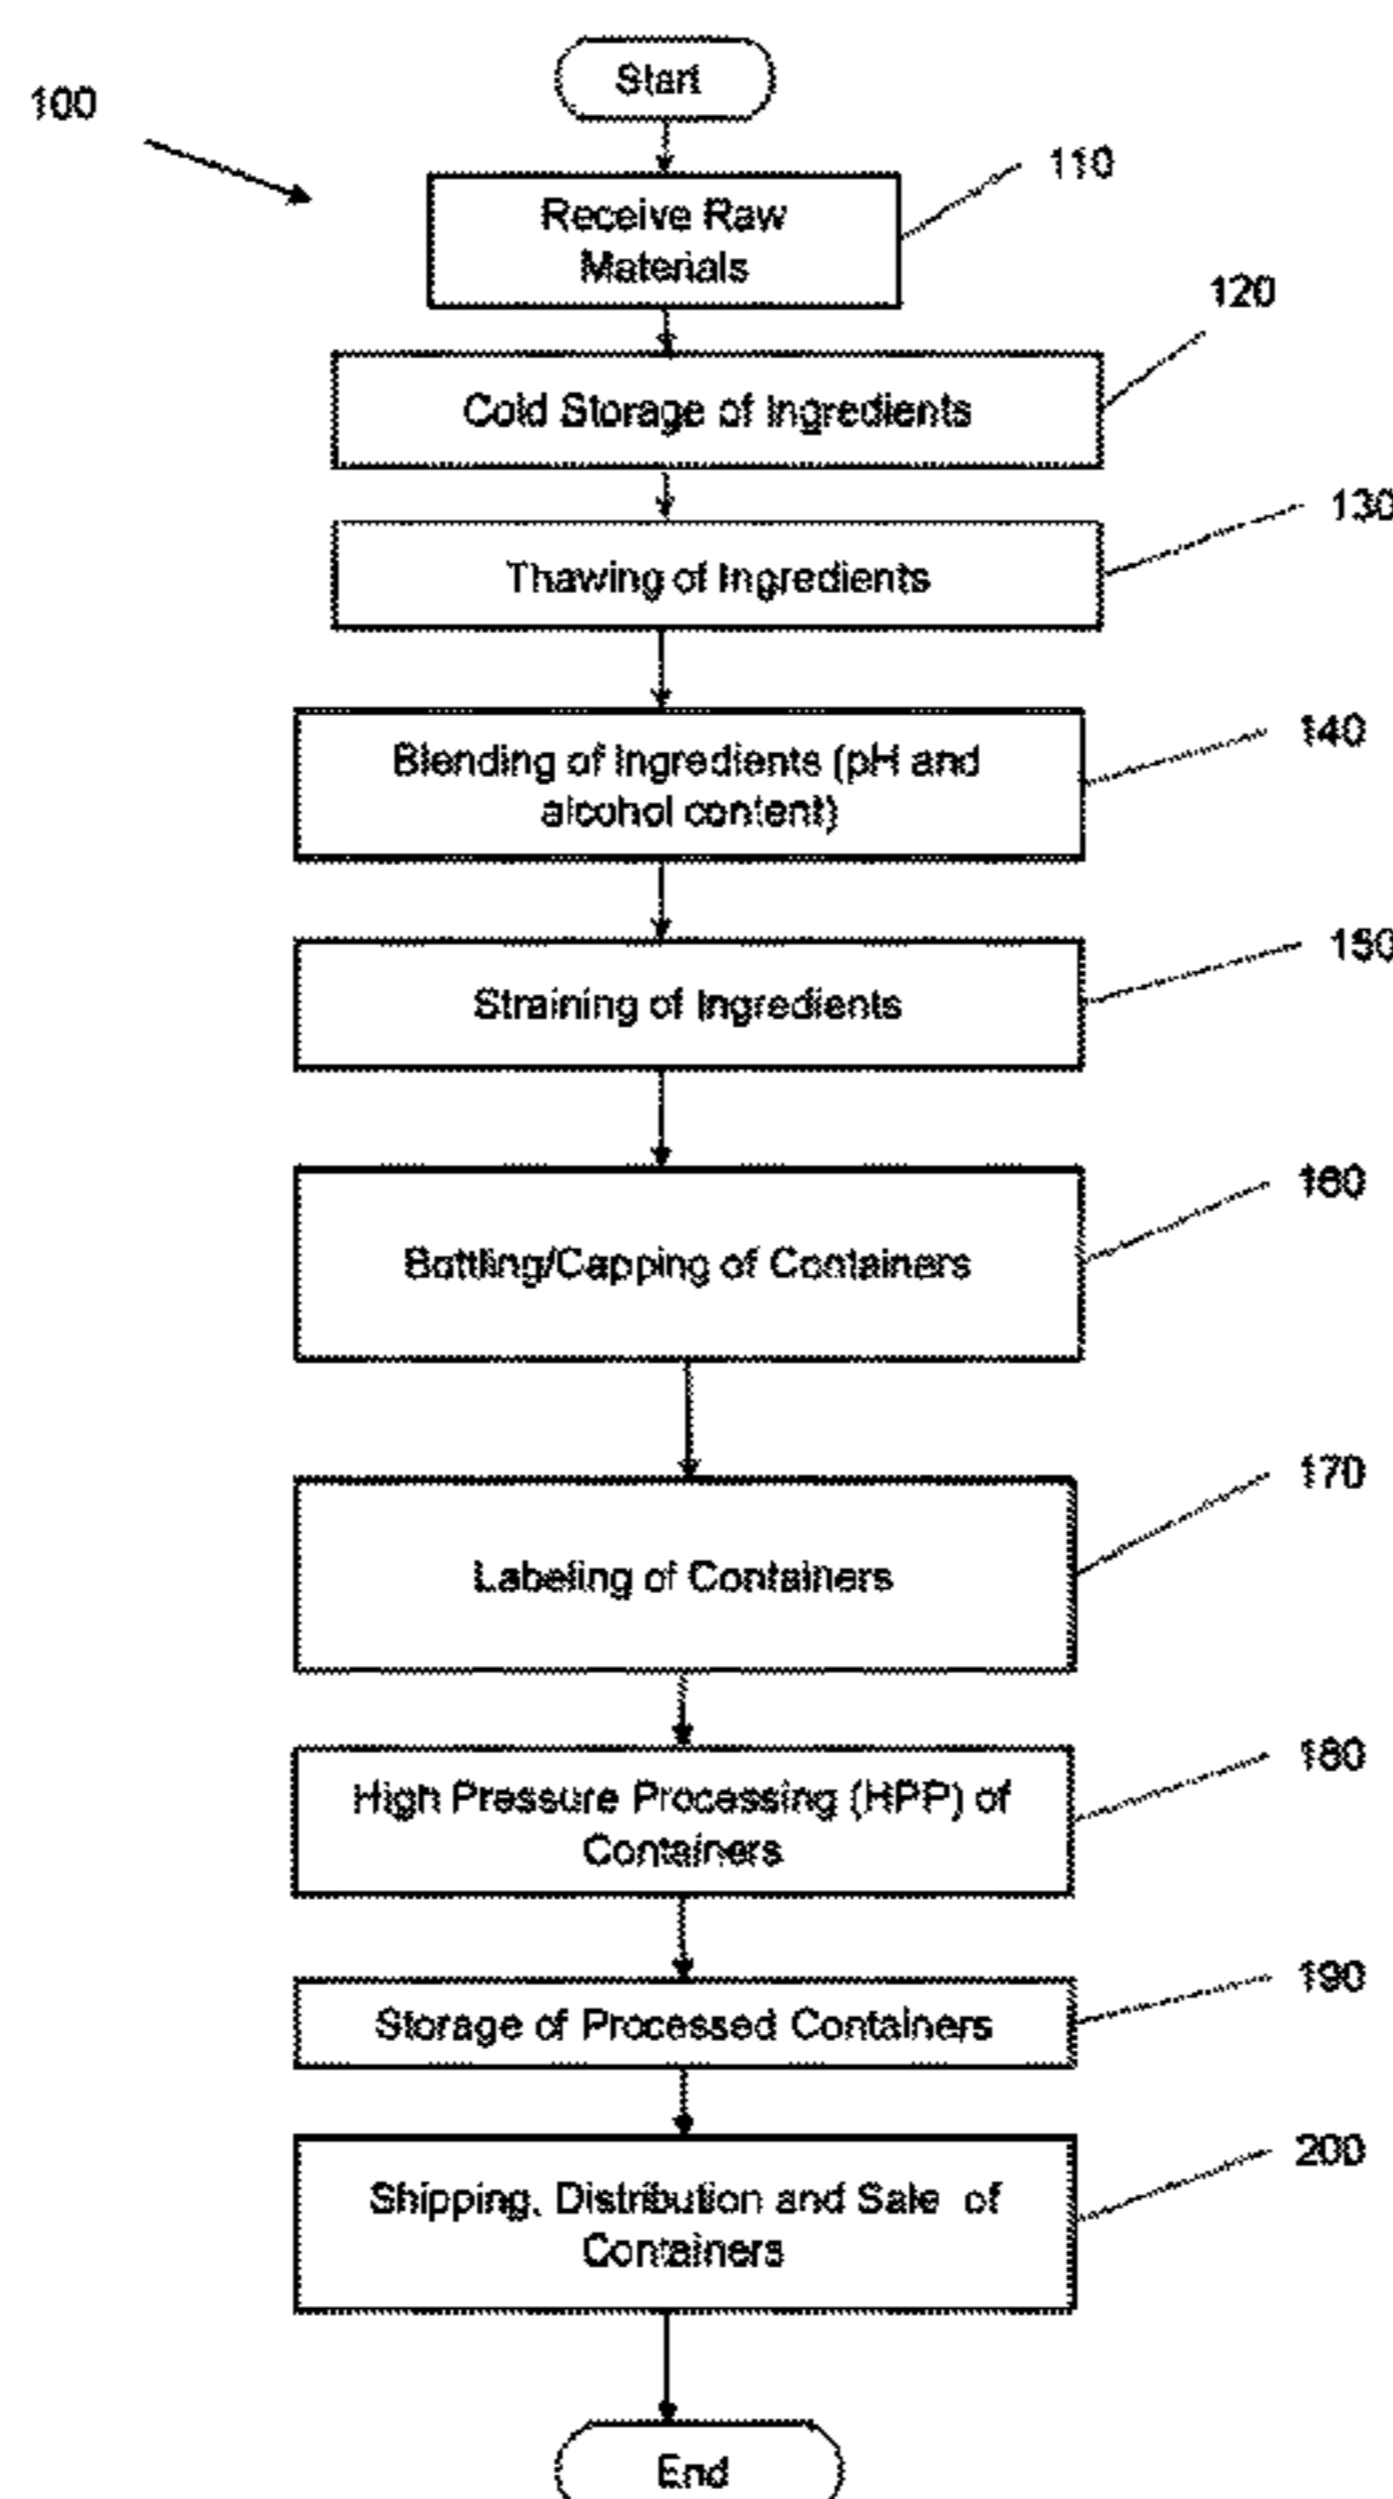 Start
100
110
Receive Raw
Materials
120
Cold Storage of Ingredients
130
Thawing of Ingredients
140
Blending of Ingredients (pH and
alcohol content)
150
Straining of Ingredients
160
Bottling/Capping of Containers
170
Labeling of Containers
180
High Pressure Processing (HPP) of
Containers
190
Storage of Processed Containers
200
Shipping, Distribution and Sale of
Containers
End